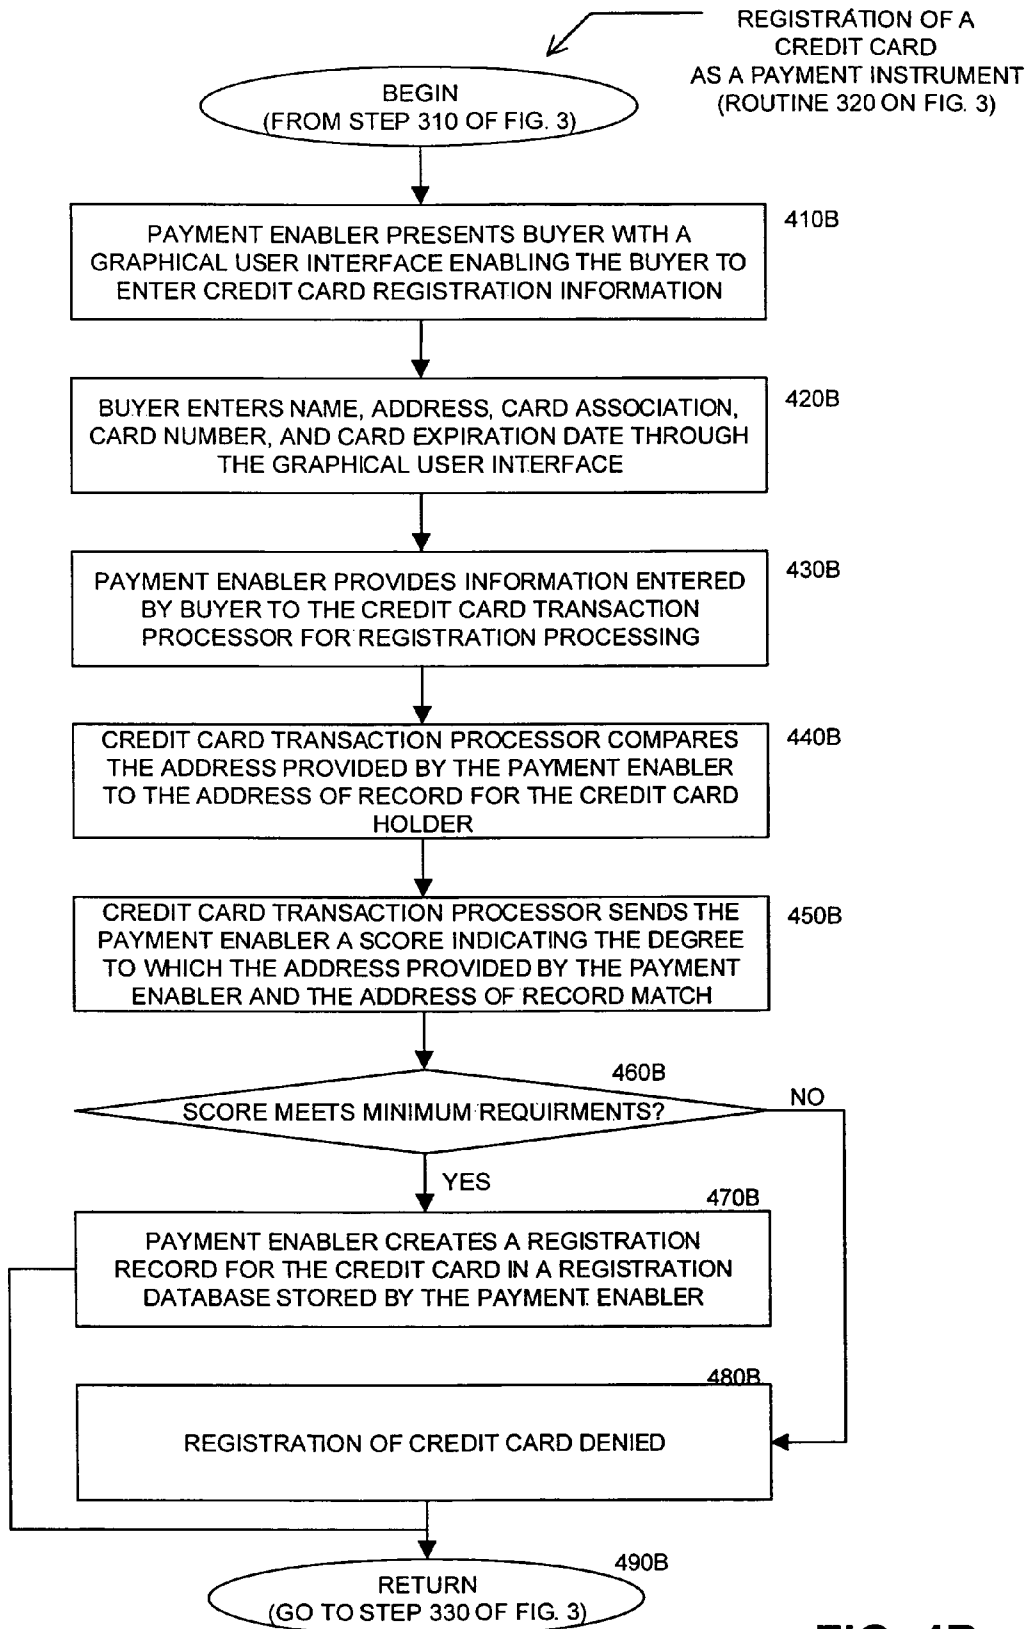 REGISTRATION OF A
CREDIT CARD
AS A PAYMENT INSTRUMENT
(ROUTINE 320 ON FIG. 3)
BEGIN
(FROM STEP 310 OF FIG. 3)
410B
PAYMENT ENABLER PRESENTS BUYER WITH A
GRAPHICAL USER INTERFACE ENABLING THE BUYER TO
ENTER CREDIT CARD REGISTRATION INFORMATION
420B
BUYER ENTERS NAME, ADDRESS, CARD ASSOCIATION,
CARD NUMBER, AND CARD EXPIRATION DATE THROUGH
THE GRAPHICAL USER INTERFACE
430B
PAYMENT ENABLER PROVIDES INFORMATION ENTERED
BY BUYER TO THE CREDIT CARD TRANSACTION
PROCESSOR FOR REGISTRATION PROCESSING
440B
CREDIT CARD TRANSACTION PROCESSOR COMPARES
THE ADDRESS PROVIDED BY THE PAYMENT ENABLER
TO THE ADDRESS OF RECORD FOR THE CREDIT CARD
HOLDER
450B
CREDIT CARD TRANSACTION PROCESSOR SENDS THE
PAYMENT ENABLER A SCORE INDICATING THE DEGREE
TO WHICH THE ADDRESS PROVIDED BY THE PAYMENT
ENABLER AND THE ADDRESS OF RECORD MATCH
460B
SCORE MEETS MINIMUM REQUIRMENTS?
NO
YES
470B
PAYMENT ENABLER CREATES A REGISTRATION
RECORD FOR THE CREDIT CARD IN A REGISTRATION
DATABASE STORED BY THE PAYMENT ENABLER
480B
REGISTRATION OF CREDIT CARD DENIED
490B
RETURN
(GO TO STEP 330 OF FIG. 3)